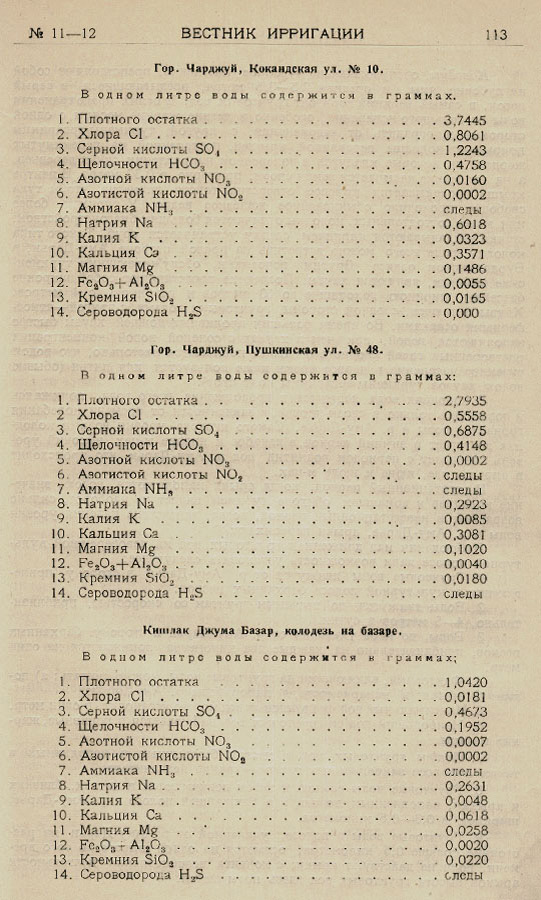 № 11—12 ВЕСТНИК ИРРИГАЦИИ 113
Гор. Чарджуй, Кокандская ул. № 10.
В одном литре воды содержится в граммах.
1. Плотного остатка . . . . . . . . . . . . . . . 3,7445
2. Хлора Cl . . . . . . . . . . . . . . . 0,8061
3. Серной кислоты SO₄ . . . . . . . . . . . . . . . 1,2243
4. Щелочности HCO₃ . . . . . . . . . . . . . . . 0,4758
5. Азотной кислоты NO₃ . . . . . . . . . . . . . . . 0,0160
6. Азотистой кислоты NO₂ . . . . . . . . . . . . . . . 0,0002
7. Аммиака NH₃ . . . . . . . . . . . . . . . следы
8. Натрия Na . . . . . . . . . . . . . . . 0,6018
9. Калия K . . . . . . . . . . . . . . . 0,0323
10. Кальция Ca . . . . . . . . . . . . . . . 0,3571
11. Магния Mg . . . . . . . . . . . . . . . 0,1486
12. Fe₂O₃+Al₂O₃ . . . . . . . . . . . . . . . 0,0055
13. Кремния SiO₂ . . . . . . . . . . . . . . . 0,0165
14. Сероводорода H₂S . . . . . . . . . . . . . . . 0,000
Гор. Чарджуй, Пушкинская ул. № 48.
В одном литре воды содержится в граммах:
1. Плотного остатка . . . . . . . . . . . . . . . 2,7935
2 Хлора Cl . . . . . . . . . . . . . . . 0,5558
3. Серной кислоты SO₄ . . . . . . . . . . . . . . . 0,6875
4. Щелочности HCO₃ . . . . . . . . . . . . . . . 0,4148
5. Азотной кислоты NO₃ . . . . . . . . . . . . . . . 0,0002
6. Азотистой кислоты NO₂ . . . . . . . . . . . . . . . следы
7. Аммиака NH₃ . . . . . . . . . . . . . . . следы
8. Натрия Na . . . . . . . . . . . . . . . 0,2923
9. Калия K . . . . . . . . . . . . . . . 0,0085
10. Кальция Ca . . . . . . . . . . . . . . . 0,3081
11. Магния Mg . . . . . . . . . . . . . . . 0,1020
12. Fe₂O₃+Al₂O₃ . . . . . . . . . . . . . . . 0,0040
13. Кремния SiO₂ . . . . . . . . . . . . . . . 0,0180
14. Сероводорода H₂S . . . . . . . . . . . . . . . следы
Кишлак Джума Базар, колодезь на базаре.
В одном литре воды содержится в граммах;
1. Плотного остатка . . . . . . . . . . . . . . . 1,0420
2. Хлора Cl . . . . . . . . . . . . . . . 0,0181
3. Серной кислоты SO₄ . . . . . . . . . . . . . . . 0,4673
4. Щелочности HCO₃ . . . . . . . . . . . . . . . 0,1952
5. Азотной кислоты NO₃ . . . . . . . . . . . . . . . 0,0007
6. Азотистой кислоты NO₂ . . . . . . . . . . . . . . . 0,0002
7. Аммиака NH₃ . . . . . . . . . . . . . . . следы
8. Натрия Na . . . . . . . . . . . . . . . 0,2631
9. Калия K . . . . . . . . . . . . . . . 0,0048
10. Кальция Ca . . . . . . . . . . . . . . . 0,0618
11. Магния Mg . . . . . . . . . . . . . . . 0,0258
12. Fe₂O₃+Al₂O₃ . . . . . . . . . . . . . . . 0,0020
13. Кремния SiO₂ . . . . . . . . . . . . . . . 0,0220
14. Сероводорода H₂S . . . . . . . . . . . . . . . следы